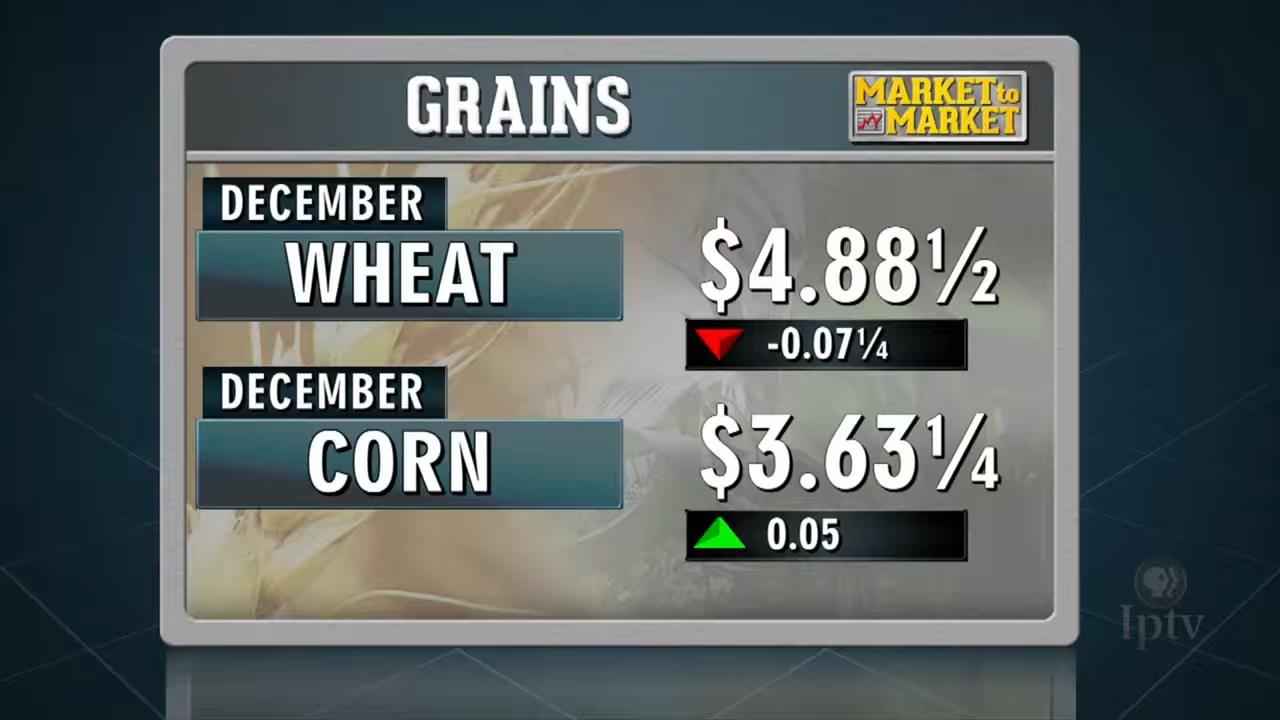 GRAINS
MARKET to
MARKET
DECEMBER
WHEAT
$4.88½
-0.07¼
DECEMBER
CORN
$3.63¼
0.05
Iptv